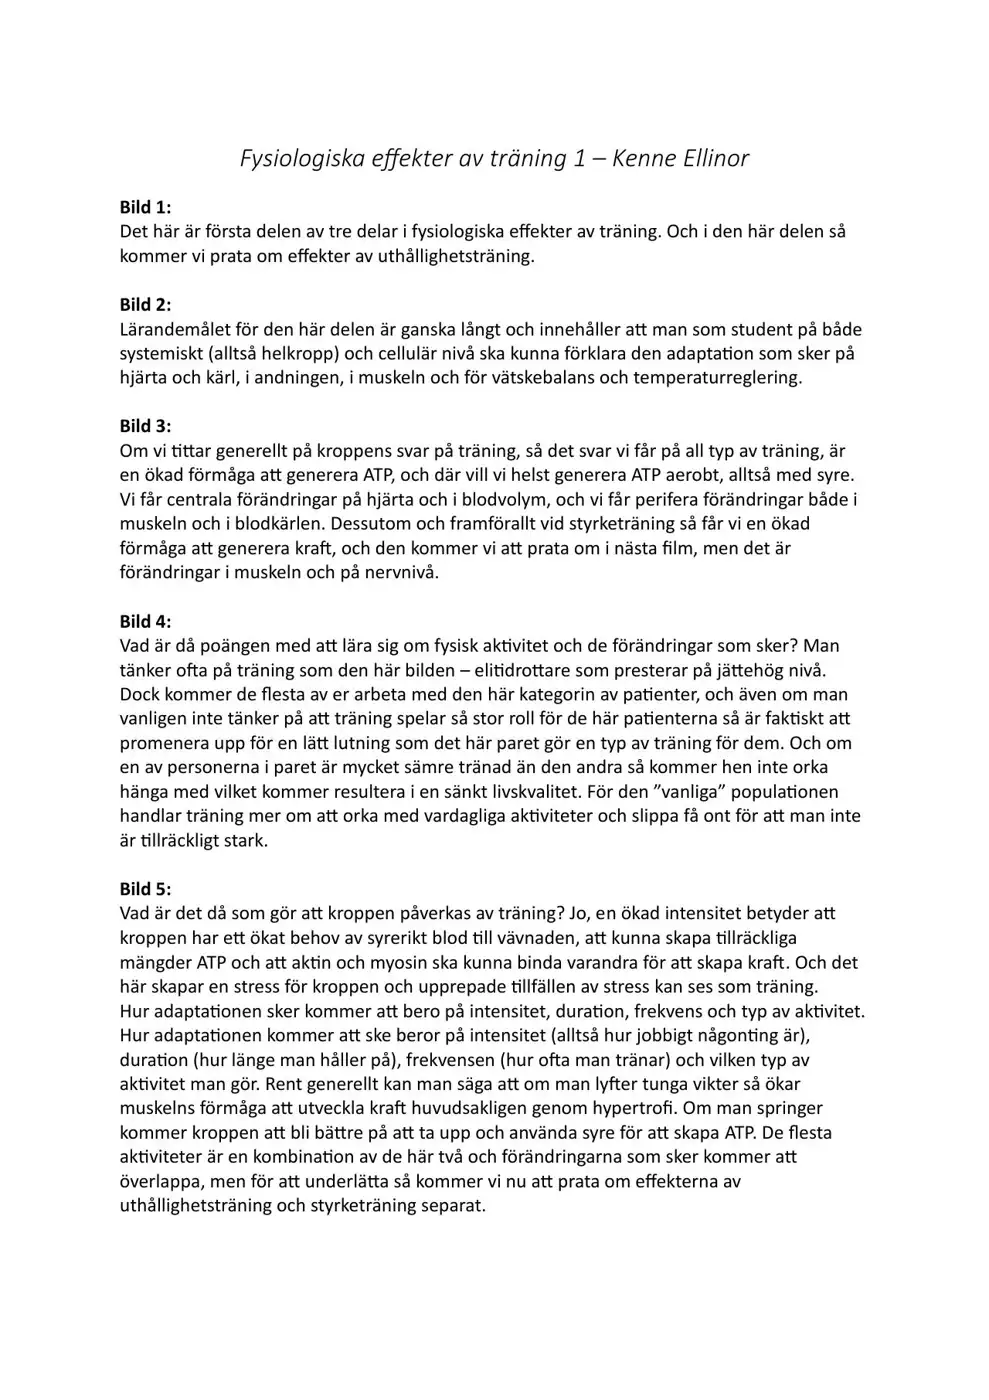 Fysiologiska effekter av träning 1 – Kenne Ellinor
Bild 1:
Det här är första delen av tre delar i fysiologiska effekter av träning. Och i den här delen så
kommer vi prata om effekter av uthållighetsträning.
Bild 2:
Lärandemålet för den här delen är ganska långt och innehåller att man som student på både
systemiskt (alltså helkropp) och cellulär nivå ska kunna förklara den adaptation som sker på
hjärta och kärl, i andningen, i muskeln och för vätskebalans och temperaturreglering.
Bild 3:
Om vi tittar generellt på kroppens svar på träning, så det svar vi får på all typ av träning, är
en ökad förmåga att generera ATP, och där vill vi helst generera ATP aerobt, alltså med syre.
Vi får centrala förändringar på hjärta och i blodvolym, och vi får perifera förändringar både i
muskeln och i blodkärlen. Dessutom och framförallt vid styrketräning så får vi en ökad
förmåga att generera kraft, och den kommer vi att prata om i nästa film, men det är
förändringar i muskeln och på nervnivå.
Bild 4:
Vad är då poängen med att lära sig om fysisk aktivitet och de förändringar som sker? Man
tänker ofta på träning som den här bilden – elitidrottare som presterar på jättehög nivå.
Dock kommer de flesta av er arbeta med den här kategorin av patienter, och även om man
vanligen inte tänker på att träning spelar så stor roll för de här patienterna så är faktiskt att
promenera upp för en lätt lutning som det här paret gör en typ av träning för dem. Och om
en av personerna i paret är mycket sämre tränad än den andra så kommer hen inte orka
hänga med vilket kommer resultera i en sänkt livskvalitet. För den ”vanliga” populationen
handlar träning mer om att orka med vardagliga aktiviteter och slippa få ont för att man inte
är tillräckligt stark.
Bild 5:
Vad är det då som gör att kroppen påverkas av träning? Jo, en ökad intensitet betyder att
kroppen har ett ökat behov av syrerikt blod till vävnaden, att kunna skapa tillräckliga
mängder ATP och att aktin och myosin ska kunna binda varandra för att skapa kraft. Och det
här skapar en stress för kroppen och upprepade tillfällen av stress kan ses som träning.
Hur adaptationen sker kommer att bero på intensitet, duration, frekvens och typ av aktivitet.
Hur adaptationen kommer att ske beror på intensitet (alltså hur jobbigt någonting är),
duration (hur länge man håller på), frekvensen (hur ofta man tränar) och vilken typ av
aktivitet man gör. Rent generellt kan man säga att om man lyfter tunga vikter så ökar
muskelns förmåga att utveckla kraft huvudsakligen genom hypertrofi. Om man springer
kommer kroppen att bli bättre på att ta upp och använda syre för att skapa ATP. De flesta
aktiviteter är en kombination av de här två och förändringarna som sker kommer att
överlappa, men för att underlätta så kommer vi nu att prata om effekterna av
uthållighetsträning och styrketräning separat.